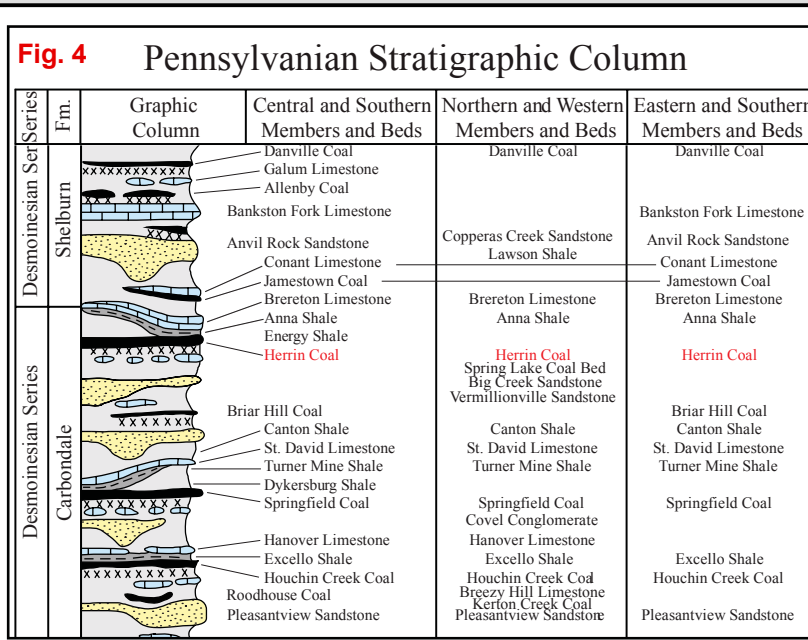 Fig. 4
Pennsylvanian Stratigraphic Column
Series
Fm.
Graphic
Column
Central and Southern
Members and Beds
Northern and Western
Members and Beds
Eastern and Southern
Members and Beds
Desmoinesian Ser
Shelburn
Desmoinesian Series
Carbondale
Danville Coal
Galum Limestone
Allenby Coal
Bankston Fork Limestone
Anvil Rock Sandstone
Conant Limestone
Jamestown Coal
Brereton Limestone
Anna Shale
Energy Shale
Herrin Coal
Briar Hill Coal
Canton Shale
St. David Limestone
Turner Mine Shale
Dykersburg Shale
Springfield Coal
Hanover Limestone
Excello Shale
Houchin Creek Coal
Roodhouse Coal
Pleasantview Sandstone
Danville Coal
Copperas Creek Sandstone
Lawson Shale
Brereton Limestone
Anna Shale
Herrin Coal
Spring Lake Coal Bed
Big Creek Sandstone
Vermillionville Sandstone
Canton Shale
St. David Limestone
Turner Mine Shale
Springfield Coal
Covel Conglomerate
Hanover Limestone
Excello Shale
Houchin Creek Coal
Breezy Hill Limestone
Kerton Creek Coal
Pleasantview Sandstone
Danville Coal
Bankston Fork Limestone
Anvil Rock Sandstone
Conant Limestone
Jamestown Coal
Brereton Limestone
Anna Shale
Herrin Coal
Briar Hill Coal
Canton Shale
St. David Limestone
Turner Mine Shale
Springfield Coal
Excello Shale
Houchin Creek Coal
Pleasantview Sandstone